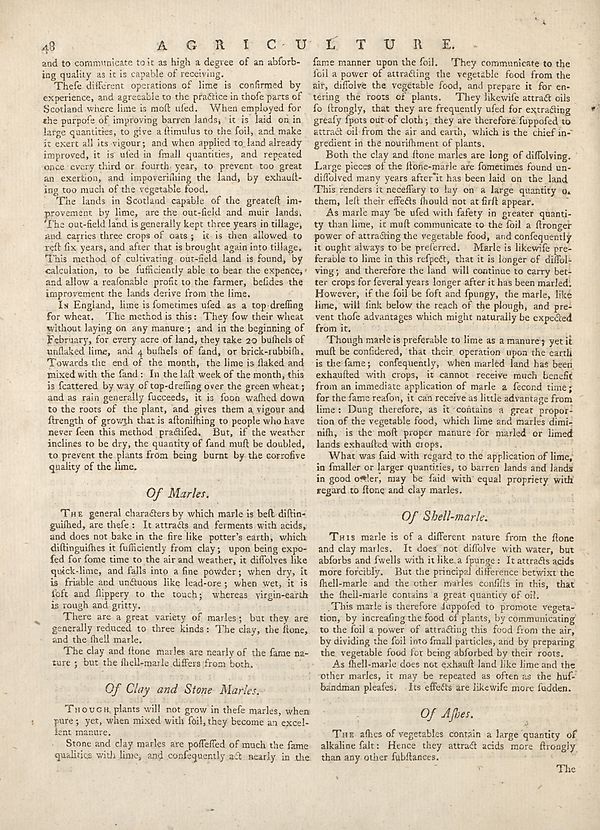 48 A G R I C U L T U R E.
and to communicate to it as high a degree of an abſorb-
ing quality as it is capable of receiving.
Theſe different operations of lime is confirmed by
experience, and agreeable to the practice in thoſe parts of
Scotland where lime is moſt uſed. When employed for
the purpoſe of improving barren lands, it is laid on in
large quantities, to give a ſtimulus to the ſoil, and make
it exert all its vigour; and when applied to land already
improved, it is uſed in ſmall quantities, and repeated
once every third or fourth year, to prevent too great
an exertion, and impoveriſhing the land, by exhauſt-
ing too much of the vegetable food.
The lands in Scotland capable of the greateſt im-
provement by lime, are the out-field and muir lands.
The out-field land is generally kept three years in tillage,
and carries three crops of oats; it is then allowed to
reſt ſix years, and after that is brought again into tillage.
This method of cultivating out-field land is found, by
calculation, to be ſufficiently able to bear the expence,
and allow a reaſonable profit to the farmer, beſides the
improvement the lands derive from the lime.
In England, lime is ſometimes uſed as a top-dreſſing
for wheat. The method is this: They ſow their wheat
without laying on any manure; and in the beginning of
February, for every acre of land, they take 20 buſhels of
unſlaked lime, and 4 buſhels of ſand, or brick-rubbiſh.
Towards the end of the month, the lime is ſlaked and
mixed with the ſand: In the laſt week of the month, this
is ſcattered by way of top-dreſſing over the green wheat;
and as rain generally ſucceeds, it is ſoon waſhed down
to the roots of the plant, and gives them a vigour and
ſtrength of growth that is aſtoniſhing to people who have
never ſeen this method practiſed. But, if the weather
inclines to be dry, the quantity of ſand muſt be doubled,
to prevent the plants from being burnt by the corroſive
quality of the lime.
Of Marles.
The general characters by which marle is beſt diſtin-
guiſhed, are theſe: It attracts and ferments with acids,
and does not bake in the fire like potter's earth, which
diſtinguiſhes it ſufficiently from clay; upon being expo-
ſed for ſome time to the air and weather, it diſſolves like
quick-lime, and falls into a fine powder; when dry, it
is friable and unctuous like lead-ore; when wet, it is
ſoft and ſlippery to the touch; whereas virgin-earth
is rough and gritty.
There are a great variety of marles; but they are
generally reduced to three kinds: The clay, the ſtone,
and the ſhell marle.
The clay and ſtone marles are nearly of the ſame na-
ture; but the ſhell-marle differs from both.
Of Clay and Stone Marles.
Though plants will not grow in theſe marles, when
pure; yet, when mixed with ſoil, they become an excel-
lent manure.
Stone and clay marles are poſſeſſed of much the ſame
qualities with lime, and conſequently act nearly in the
ſame manner upon the ſoil. They communicate to the
ſoil a power of attracting the vegetable food from the
air, diſſolve the vegetable food, and prepare it for en-
tering the roots of plants. They likewiſe attract oils
ſo ſtrongly, that they are frequently uſed for extracting
greaſy ſpots out of cloth; they are therefore ſuppoſed to
attract oil from the air and earth, which is the chief in-
gredient in the nouriſhment of plants.
Both the clay and ſtone marles are long of diſſolving.
Large pieces of the ſtone-marle are ſometimes found un-
diſſolved many years after it has been laid on the land
This renders it neceſſary to lay on a large quantity o.
them, leſt their effects ſhould not at firſt appear.
As marle may be uſed with ſafety in greater quanti-
ty than lime, it muſt communicate to the ſoil a ſtronger
power of attracting the vegetable food, and conſequently
it ought always to be preferred. Marle is likewiſe pre-
ferable to lime in this reſpect, that it is longer of diſſol-
ving; and therefore the land will continue to carry bet-
ter crops for ſeveral years longer after it has been marled.
However, if the ſoil be ſoft and ſpungy, the marle, like
lime, will ſink below the reach of the plough, and pre-
vent thoſe advantages which might naturally be expected
from it.
Though marle is preferable to lime as a manure; yet it
muſt be conſidered, that their operation upon the earth
is the ſame; conſequently, when marled land has been
exhauſted with crops, it cannot receive much benefit
from an immediate application of marle a ſecond time;
for the ſame reaſon, it can receive as little advantage from
lime: Dung therefore, as it contains a great propor-
tion of the vegetable food, which lime and marles dimi-
niſh, is the moſt proper manure for marled or limed
lands exhauſted with crops.
What was ſaid with regard to the application of lime,
in ſmaller or larger quantities, to barren lands and lands
in good order, may be ſaid with equal propriety with
regard to ſtone and clay marles.
Of Shell-marle.
This marle is of a different nature from the ſtone
and clay marles. It does not diſſolve with water, but
abſorbs and ſwells with it like a ſpunge: It attracts acids
more forcibly. But the principal difference betwixt the
ſhell-marle and the other marles conſiſts in this, that
the ſhell-marle contains a great quantity of oil.
This marle is therefore ſuppoſed to promote vegeta-
tion, by increaſing the food of plants, by communicating
to the ſoil a power of attracting this food from the air,
by dividing the ſoil into ſmall particles, and by preparing
the vegetable food for being abſorbed by their roots.
As ſhell-marle does not exhauſt land like lime and the
other marles, it may be repeated as often as the huſ-
bandman pleaſes. Its effects are likewiſe more ſudden.
Of Aſhes.
The aſhes of vegetables contain a large quantity of
alkaline ſalt: Hence they attract acids more ſtrongly
than any other ſubſtances.
The